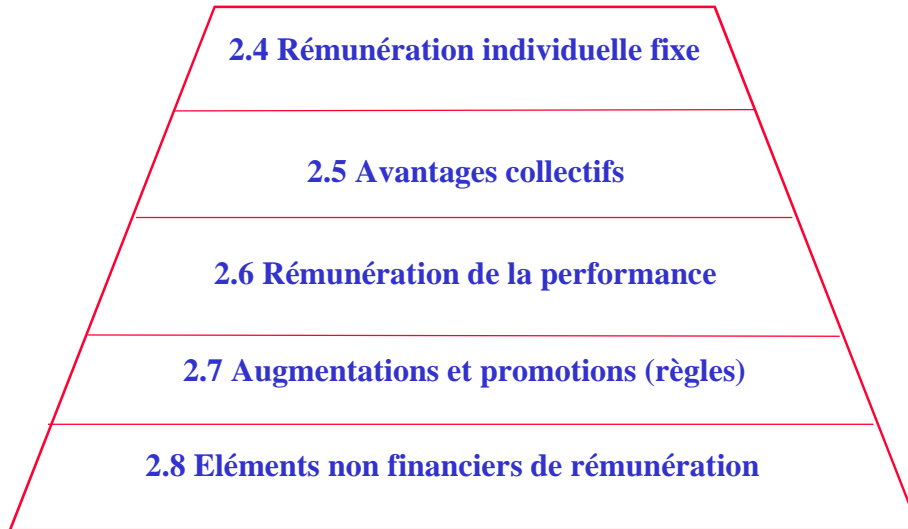 2.4 Rémunération individuelle fixe
2.5 Avantages collectifs
2.6 Rémunération de la performance
2.7 Augmentations et promotions (règles)
2.8 Eléments non financiers de rémunération